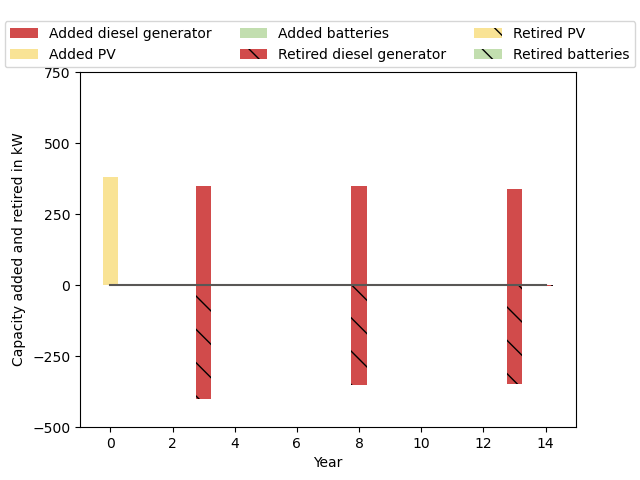 Added diesel generator Added batteries Retired PV
Added PV Retired diesel generator Retired batteries
750
500
250
0
−250
−500
Capacity added and retired in kW
0 2 4 6 8 10 12 14
Year